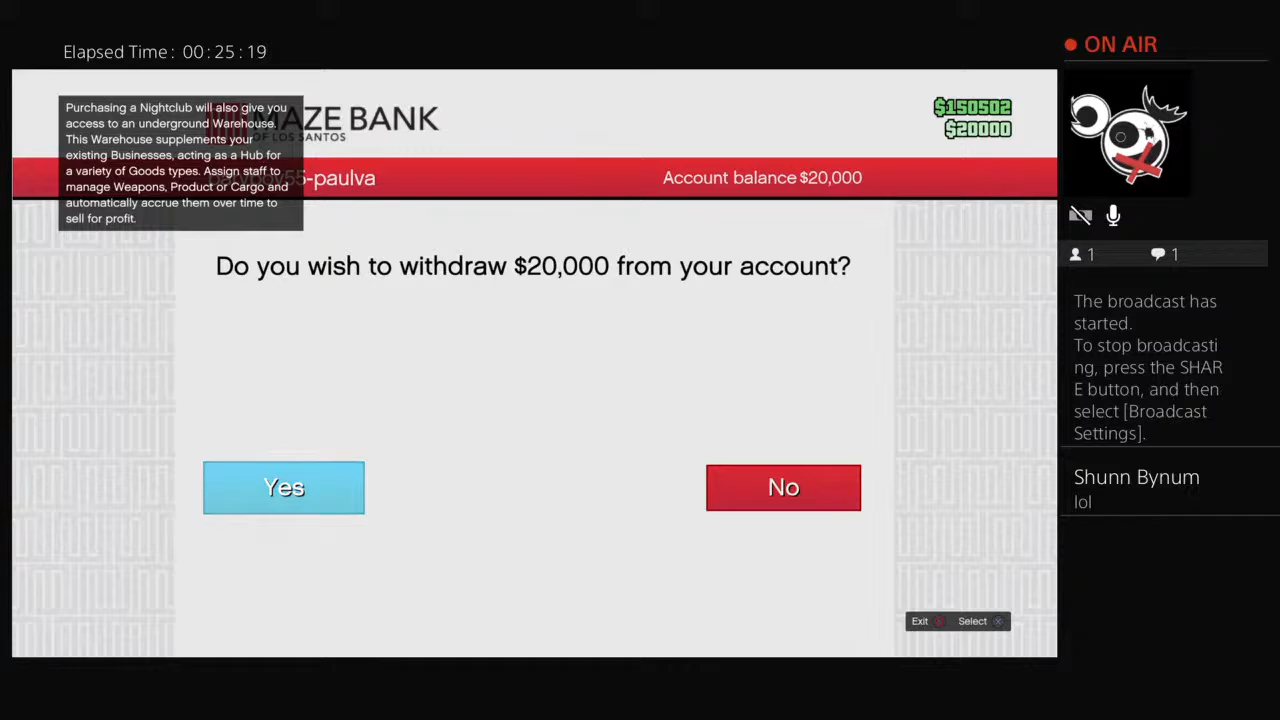 Elapsed Time: 00:25:19
ON AIR
Purchasing a Nightclub will also give you
access to an underground Warehouse.
This Warehouse supplements your
existing Businesses, acting as a Hub for
a variety of Goods types. Assign staff to
manage Weapons, Product or Cargo and
automatically accrue them over time to
sell for profit.
MAZE BANK
OF LOS SANTOS
$150502
$20000
-paulva
Account balance $20,000
Do you wish to withdraw $20,000 from your account?
Yes
No
Exit
Select
1
1
The broadcast has
started.
To stop broadcasti
ng, press the SHAR
E button, and then
select [Broadcast
Settings].
Shunn Bynum
lol